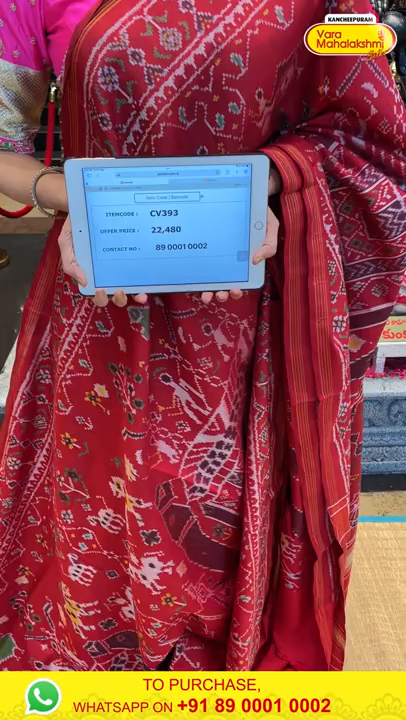 KANCHEEPURAM
Vara
Mahalakshmi
Silks
Item Code / Barcode
ITEMCODE : CV393
OFFER PRICE : 22,480
CONTACT NO : 89 0001 0002
TO PURCHASE,
WHATSAPP ON +91 89 0001 0002